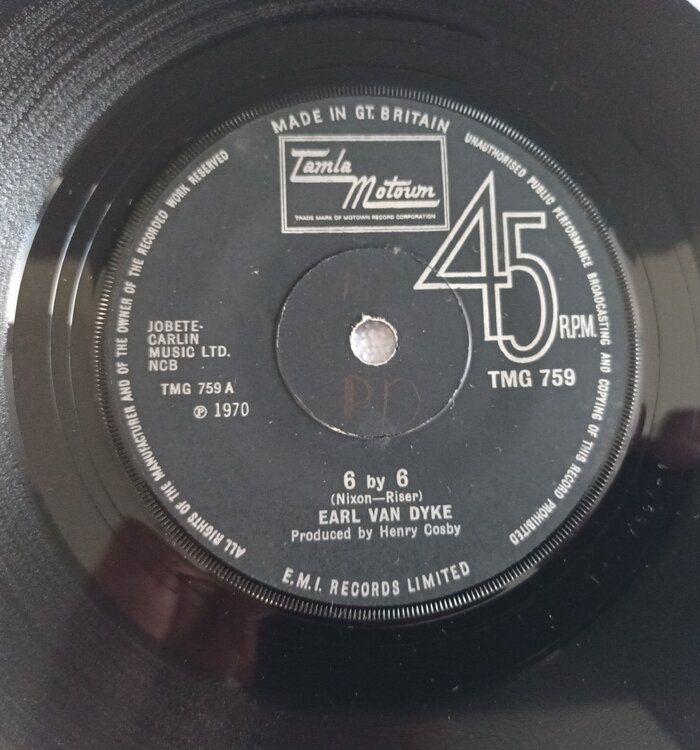 MADE IN GT. BRITAIN
UNAUTHORISED PUBLIC PERFORMANCE BROADCASTING AND COPYING OF THIS RECORD PROHIBITED
ALL RIGHTS OF THE MANUFACTURER AND OF THE OWNER OF THE RECORDED WORK RESERVED
Tamla
Motown
TRADE MARK OF MOTOWN RECORD CORPORATION
45
R.P.M.
JOBETE-
CARLIN
MUSIC LTD.
NCB
TMG 759
TMG 759 A
℗ 1970
PD
6 by 6
(Nixon—Riser)
EARL VAN DYKE
Produced by Henry Cosby
E.M.I. RECORDS LIMITED